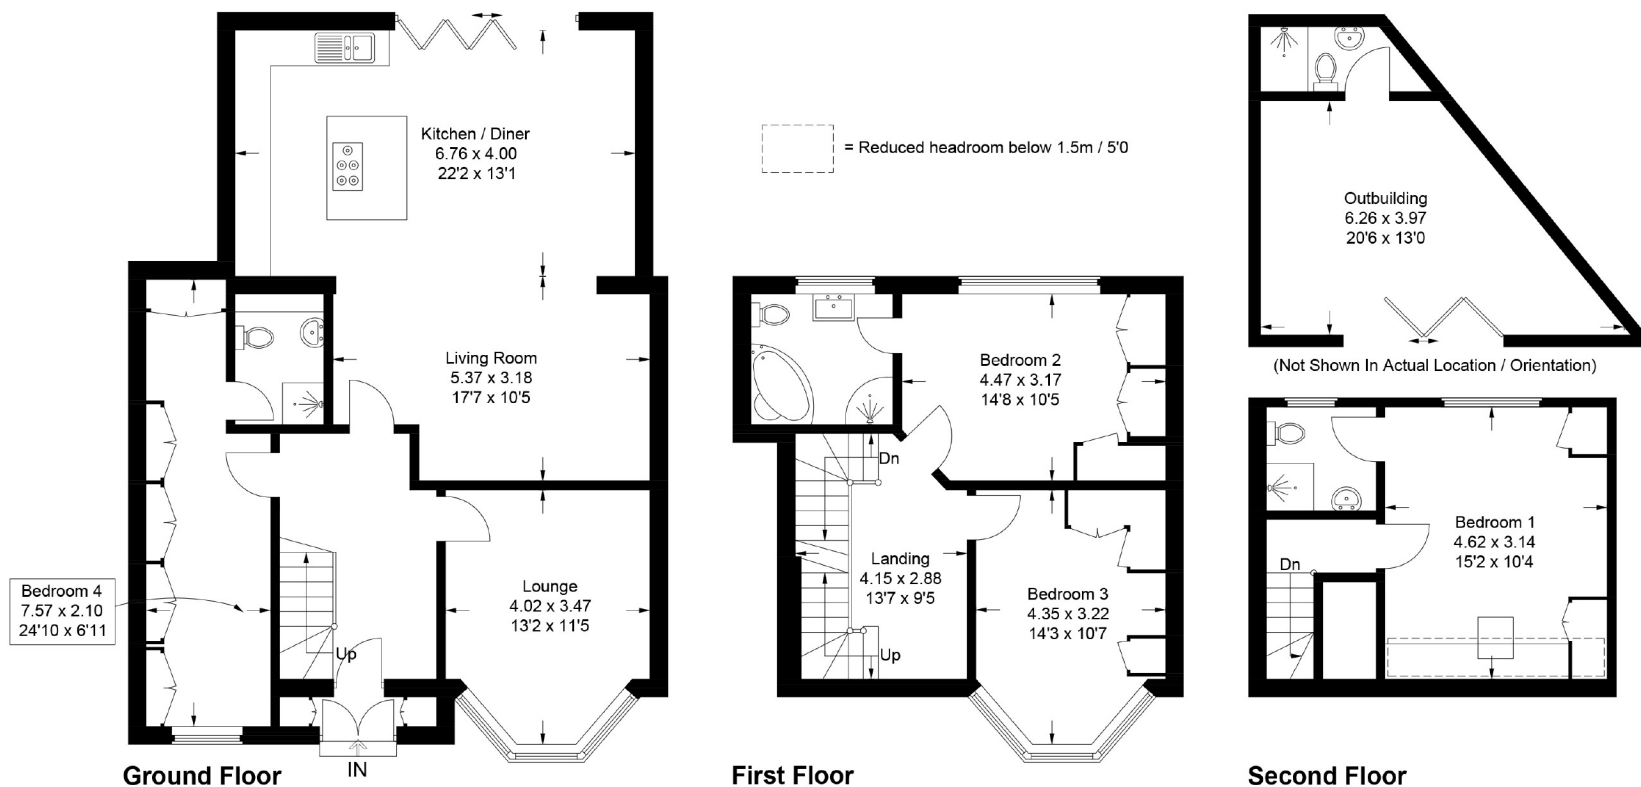 Kitchen / Diner
6.76 x 4.00
22'2 x 13'1
Living Room
5.37 x 3.18
17'7 x 10'5
Bedroom 4
7.57 x 2.10
24'10 x 6'11
Lounge
4.02 x 3.47
13'2 x 11'5
Up
IN
Ground Floor
= Reduced headroom below 1.5m / 5'0
Bedroom 2
4.47 x 3.17
14'8 x 10'5
Dn
Landing
4.15 x 2.88
13'7 x 9'5
Bedroom 3
4.35 x 3.22
14'3 x 10'7
Up
First Floor
Outbuilding
6.26 x 3.97
20'6 x 13'0
(Not Shown In Actual Location / Orientation)
Bedroom 1
4.62 x 3.14
15'2 x 10'4
Dn
Second Floor